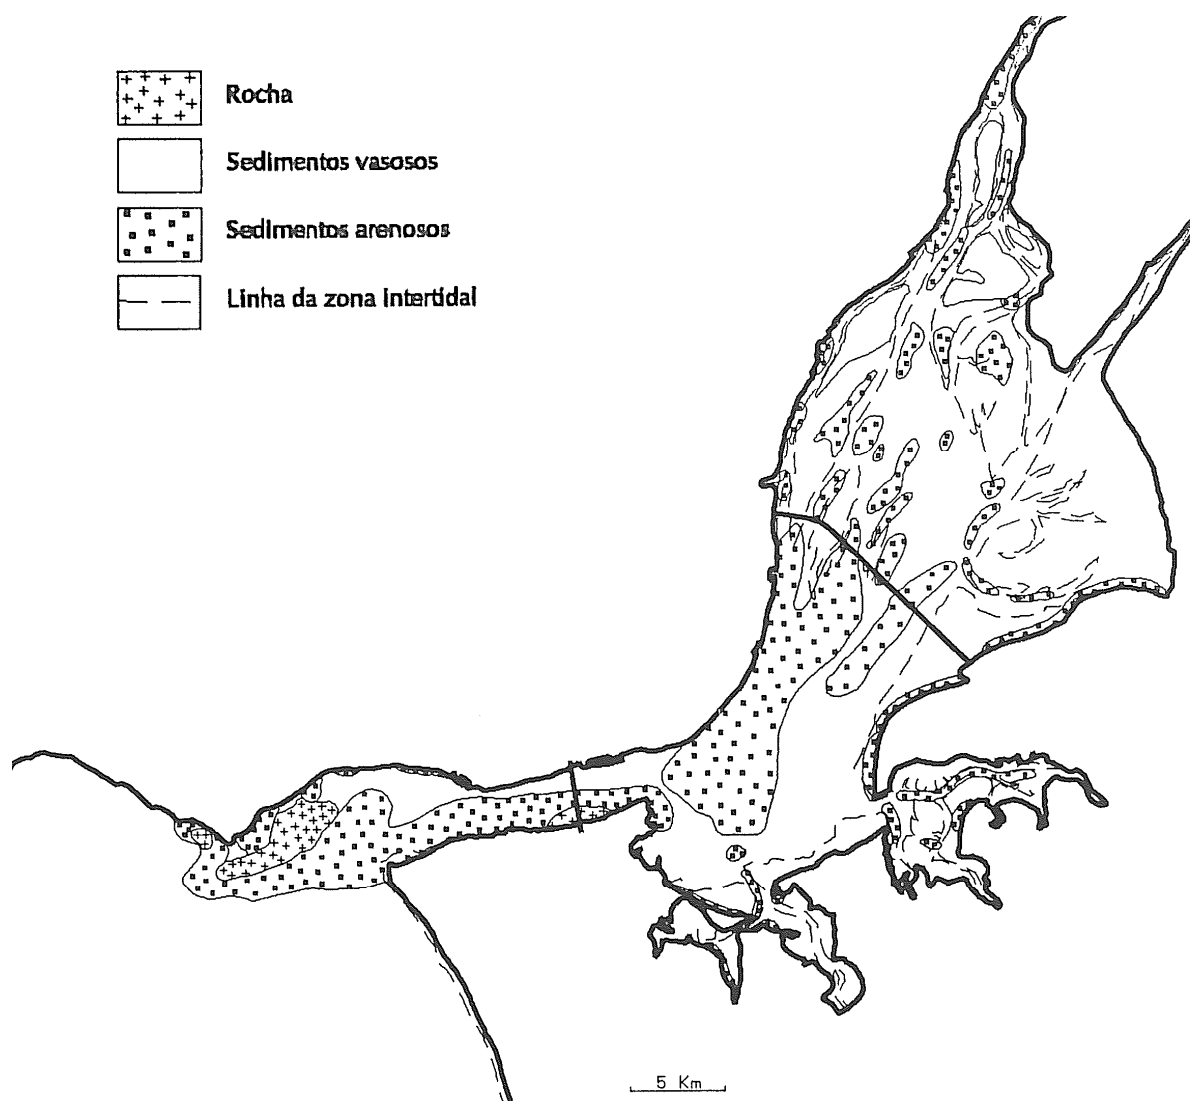 Rocha
Sedimentos vasosos
Sedimentos arenosos
Linha da zona intertidal
5 Km